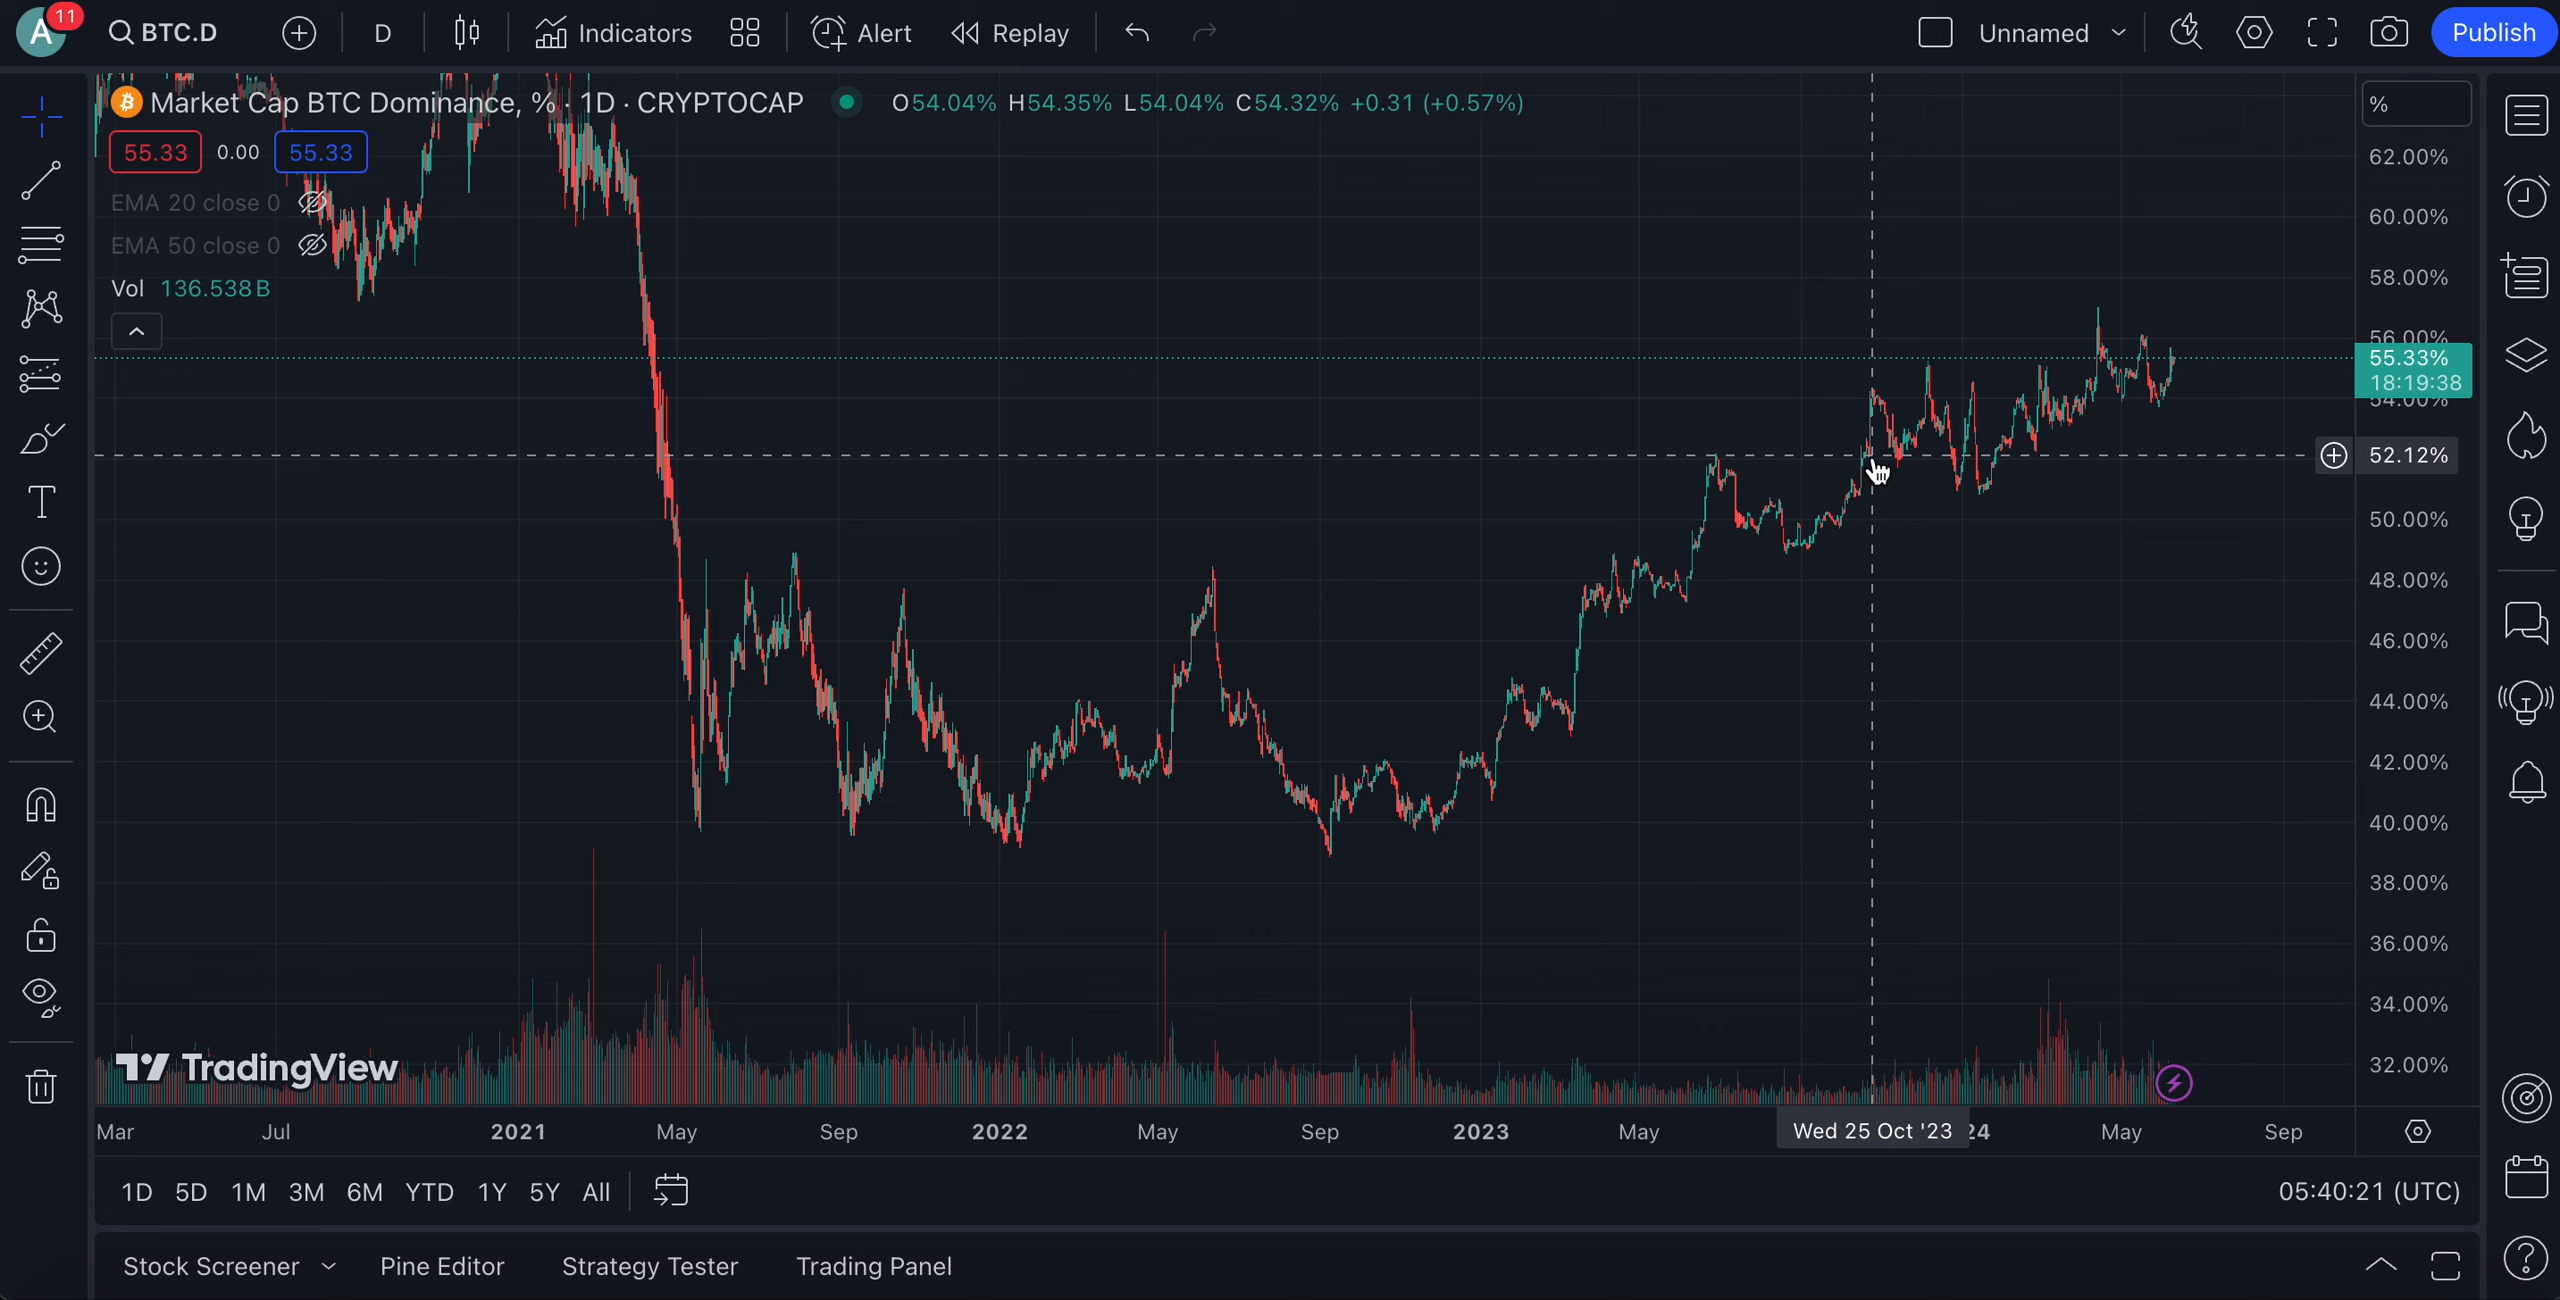 A 11 BTC.D D Indicators Alert Replay Unnamed Publish
Market Cap BTC Dominance, % · 1D · CRYPTOCAP O54.04% H54.35% L54.04% C54.32% +0.31 (+0.57%)
%
55.33 0.00 55.33
EMA 20 close 0
EMA 50 close 0
Vol 136.538B
62.00%
60.00%
58.00%
56.00%
55.33%
18:19:38
54.00%
52.12%
50.00%
48.00%
46.00%
44.00%
42.00%
40.00%
38.00%
36.00%
34.00%
32.00%
TradingView
Mar Jul 2021 May Sep 2022 May Sep 2023 May Wed 25 Oct '23 24 May Sep
1D 5D 1M 3M 6M YTD 1Y 5Y All 05:40:21 (UTC)
Stock Screener Pine Editor Strategy Tester Trading Panel